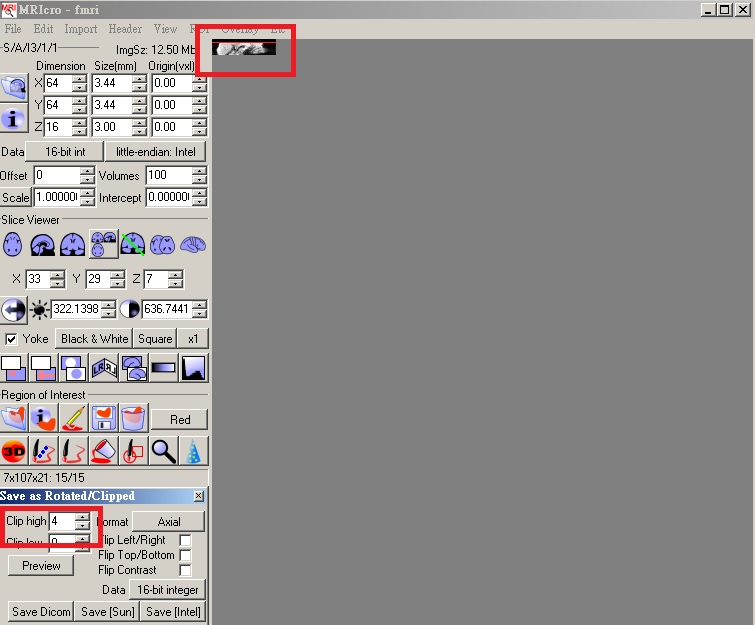 MRIcro - fmri
File Edit Import Header View ROI Overlay Etc
S/A/I3/1/1 ImgSz: 12.50 Mb
Dimension Size(mm) Origin(vxl)
X 64 3.44 0.00
Y 64 3.44 0.00
Z 16 3.00 0.00
Data 16-bit int little-endian: Intel
Offset 0 Volumes 100
Scale 1.00000 Intercept 0.00000
Slice Viewer
X 33 Y 29 Z 7
322.1398 636.7441
Yoke Black & White Square x1
Region of Interest
Red
3D
7x107x21: 15/15
Save as Rotated/Clipped
Clip high 4 Format Axial
Clip low 0 Flip Left/Right
Flip Top/Bottom
Preview Flip Contrast
Data 16-bit integer
Save Dicom Save [Sun] Save [Intel]